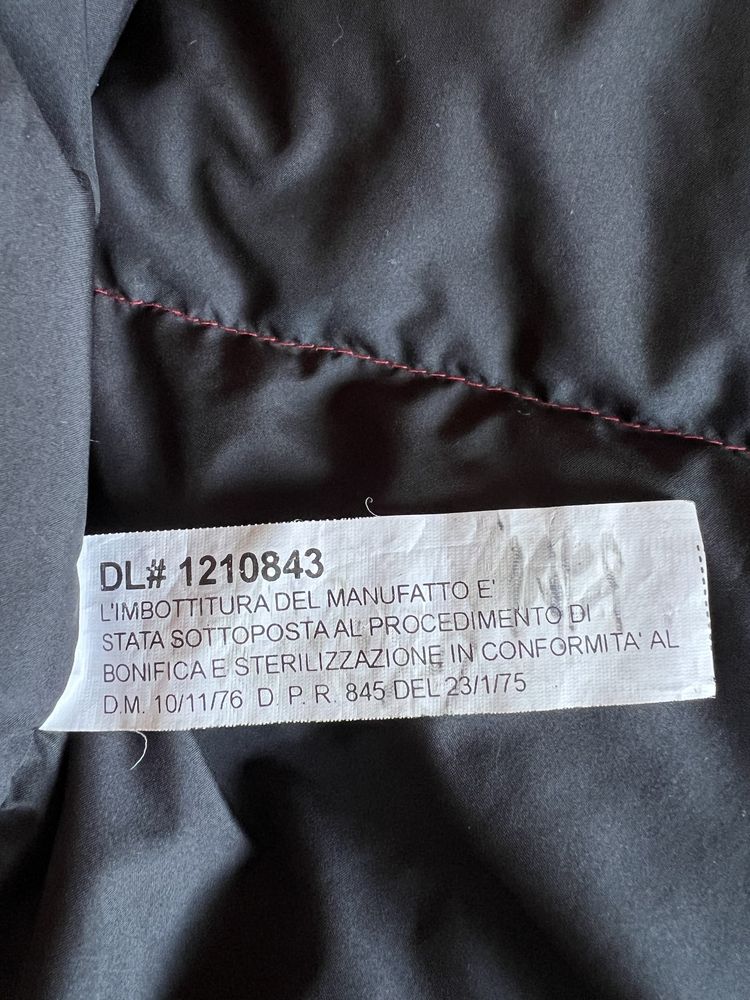 DL# 1210843
L'IMBOTTITURA DEL MANUFATTO E'
STATA SOTTOPOSTA AL PROCEDIMENTO DI
BONIFICA E STERILIZZAZIONE IN CONFORMITA' AL
D.M. 10/11/76 D. P. R. 845 DEL 23/1/75